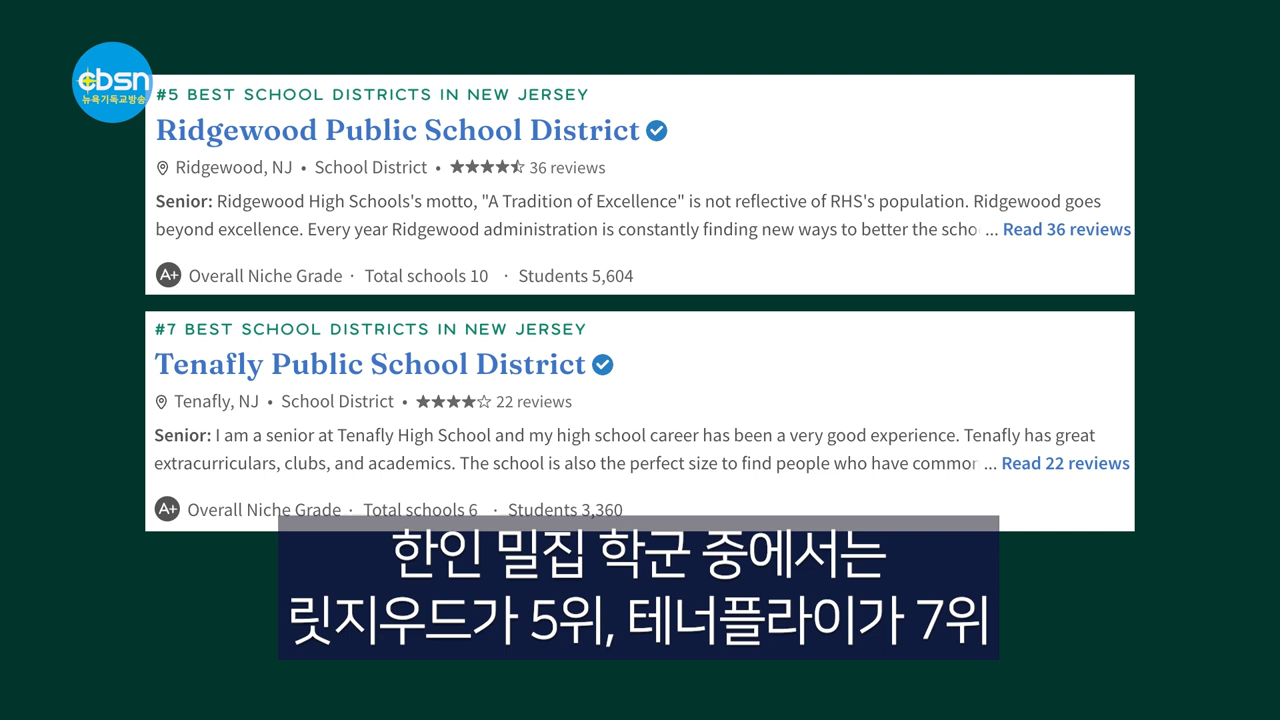 cbsn
뉴욕기독교방송
#5 BEST SCHOOL DISTRICTS IN NEW JERSEY
Ridgewood Public School District
Ridgewood, NJ • School District • ★★★★⯪ 36 reviews
Senior: Ridgewood High Schools's motto, "A Tradition of Excellence" is not reflective of RHS's population. Ridgewood goes
beyond excellence. Every year Ridgewood administration is constantly finding new ways to better the scho ... Read 36 reviews
A+ Overall Niche Grade · Total schools 10 · Students 5,604
#7 BEST SCHOOL DISTRICTS IN NEW JERSEY
Tenafly Public School District
Tenafly, NJ • School District • ★★★★☆ 22 reviews
Senior: I am a senior at Tenafly High School and my high school career has been a very good experience. Tenafly has great
extracurriculars, clubs, and academics. The school is also the perfect size to find people who have common ... Read 22 reviews
A+ Overall Niche Grade · Total schools 6 · Students 3,360
한인 밀집 학군 중에서는
릿지우드가 5위, 테너플라이가 7위